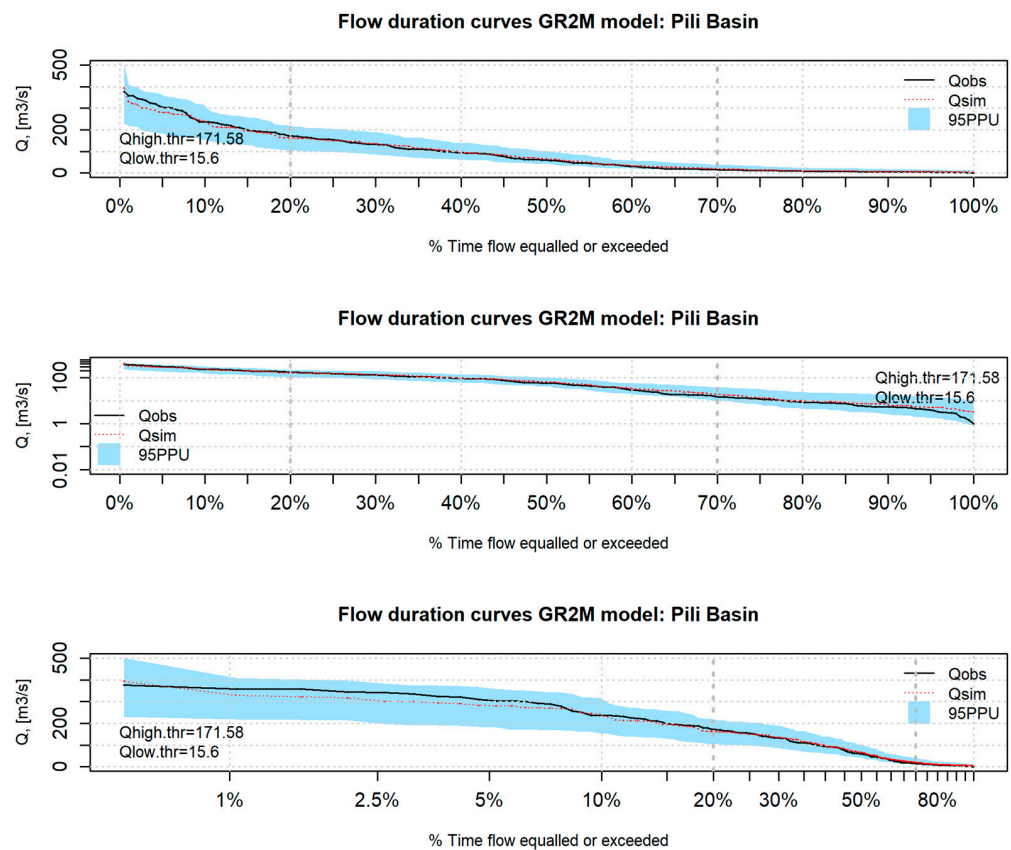 Flow duration curves GR2M model: Pili Basin
Q, [m3/s]
500
200
0
Qobs
Qsim
95PPU
Qhigh.thr=171.58
Qlow.thr=15.6
0% 10% 20% 30% 40% 50% 60% 70% 80% 90% 100%
% Time flow equalled or exceeded
Flow duration curves GR2M model: Pili Basin
Q, [m3/s]
100
1
0.01
Qhigh.thr=171.58
Qlow.thr=15.6
Qobs
Qsim
95PPU
0% 10% 20% 30% 40% 50% 60% 70% 80% 90% 100%
% Time flow equalled or exceeded
Flow duration curves GR2M model: Pili Basin
Q, [m3/s]
500
200
0
Qobs
Qsim
95PPU
Qhigh.thr=171.58
Qlow.thr=15.6
1% 2.5% 5% 10% 20% 30% 50% 80%
% Time flow equalled or exceeded